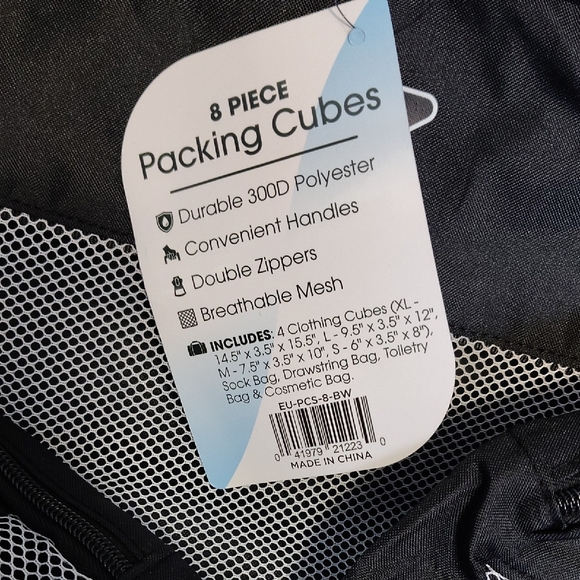 8 PIECE
Packing Cubes
Durable 300D Polyester
Convenient Handles
Double Zippers
Breathable Mesh
INCLUDES: 4 Clothing Cubes (XL -
14.5" x 3.5" x 15.5", L - 9.5" x 3.5" x 12",
M - 7.5" x 3.5" x 10", S - 6" x 3.5" x 8"),
Sock Bag, Drawstring Bag, Toiletry
Bag & Cosmetic Bag.
EU-PCS-8-BW
0 41979 21223 0
MADE IN CHINA